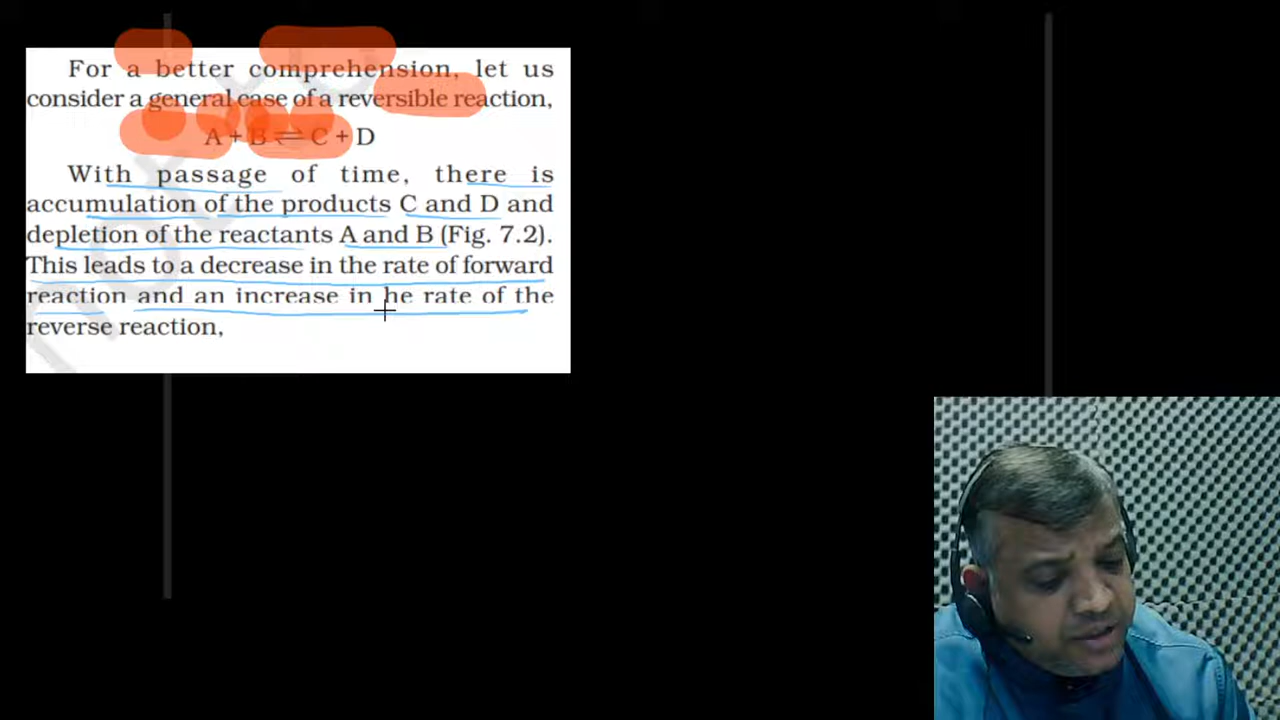 For a better comprehension, let us
consider a general case of a reversible reaction,
A + B ⇌ C + D
With passage of time, there is
accumulation of the products C and D and
depletion of the reactants A and B (Fig. 7.2).
This leads to a decrease in the rate of forward
reaction and an increase in he rate of the
reverse reaction,